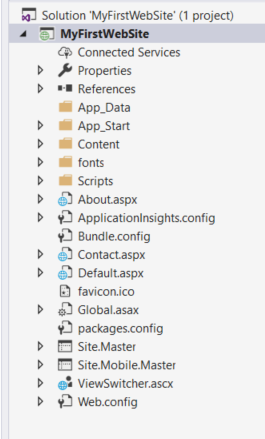 Solution 'MyFirstWebSite' (1 project)
MyFirstWebSite
Connected Services
Properties
References
App_Data
App_Start
Content
fonts
Scripts
About.aspx
ApplicationInsights.config
Bundle.config
Contact.aspx
Default.aspx
favicon.ico
Global.asax
packages.config
Site.Master
Site.Mobile.Master
ViewSwitcher.ascx
Web.config